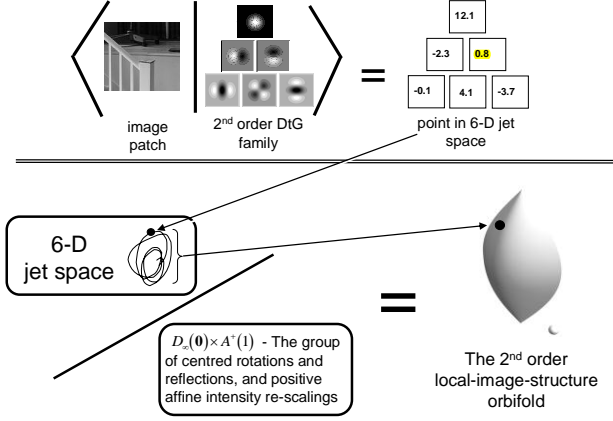 12.1
-2.3 0.8
-0.1 4.1 -3.7
=
image
patch
2nd order DtG
family
point in 6-D jet
space
6-D
jet space
=
D∞(0)×A⁺(1) - The group
of centred rotations and
reflections, and positive
affine intensity re-scalings
The 2nd order
local-image-structure
orbifold